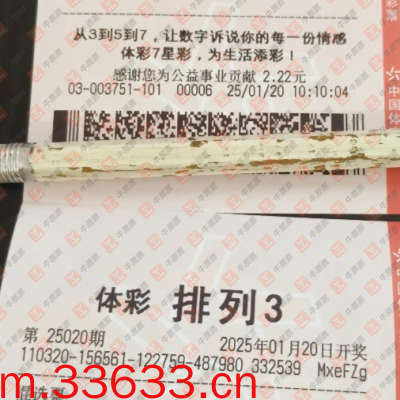 从3到5到7，让数字诉说你的每一份情感
体彩7星彩，为生活添彩！
感谢您为公益事业贡献 2.22元
03-003751-101 00006 25/01/20 10:10:04
中国体
体彩 排列3
第 25020期 2025年01月20日开奖
110320-156561-122759-487980 332539 MxeFZg
m.33633.cn